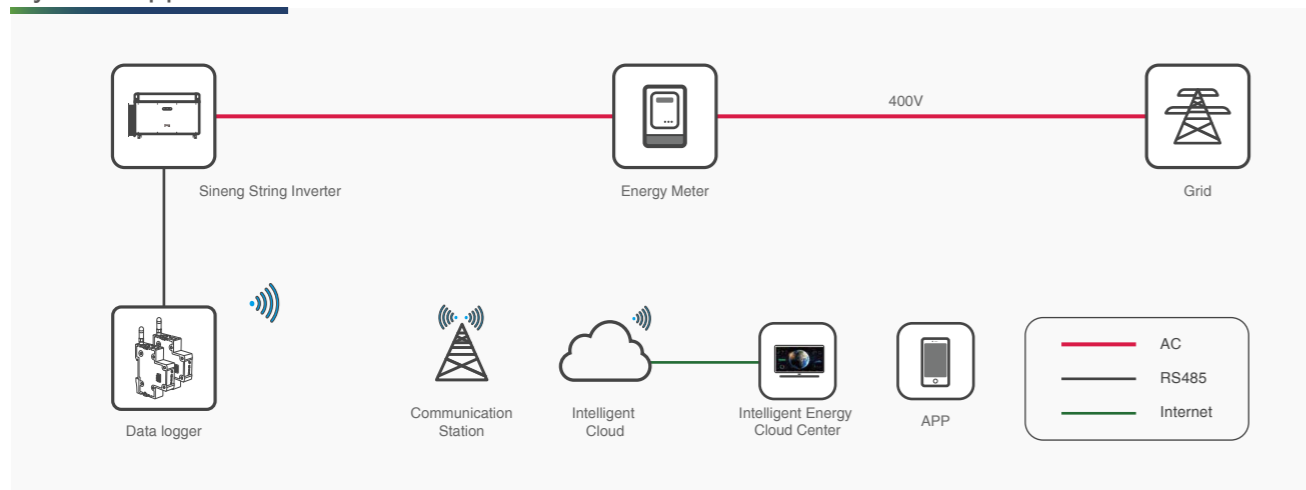 400V
Sineng String Inverter
Energy Meter
Grid
Data logger
Communication
Station
Intelligent
Cloud
Intelligent Energy
Cloud Center
APP
AC
RS485
Internet